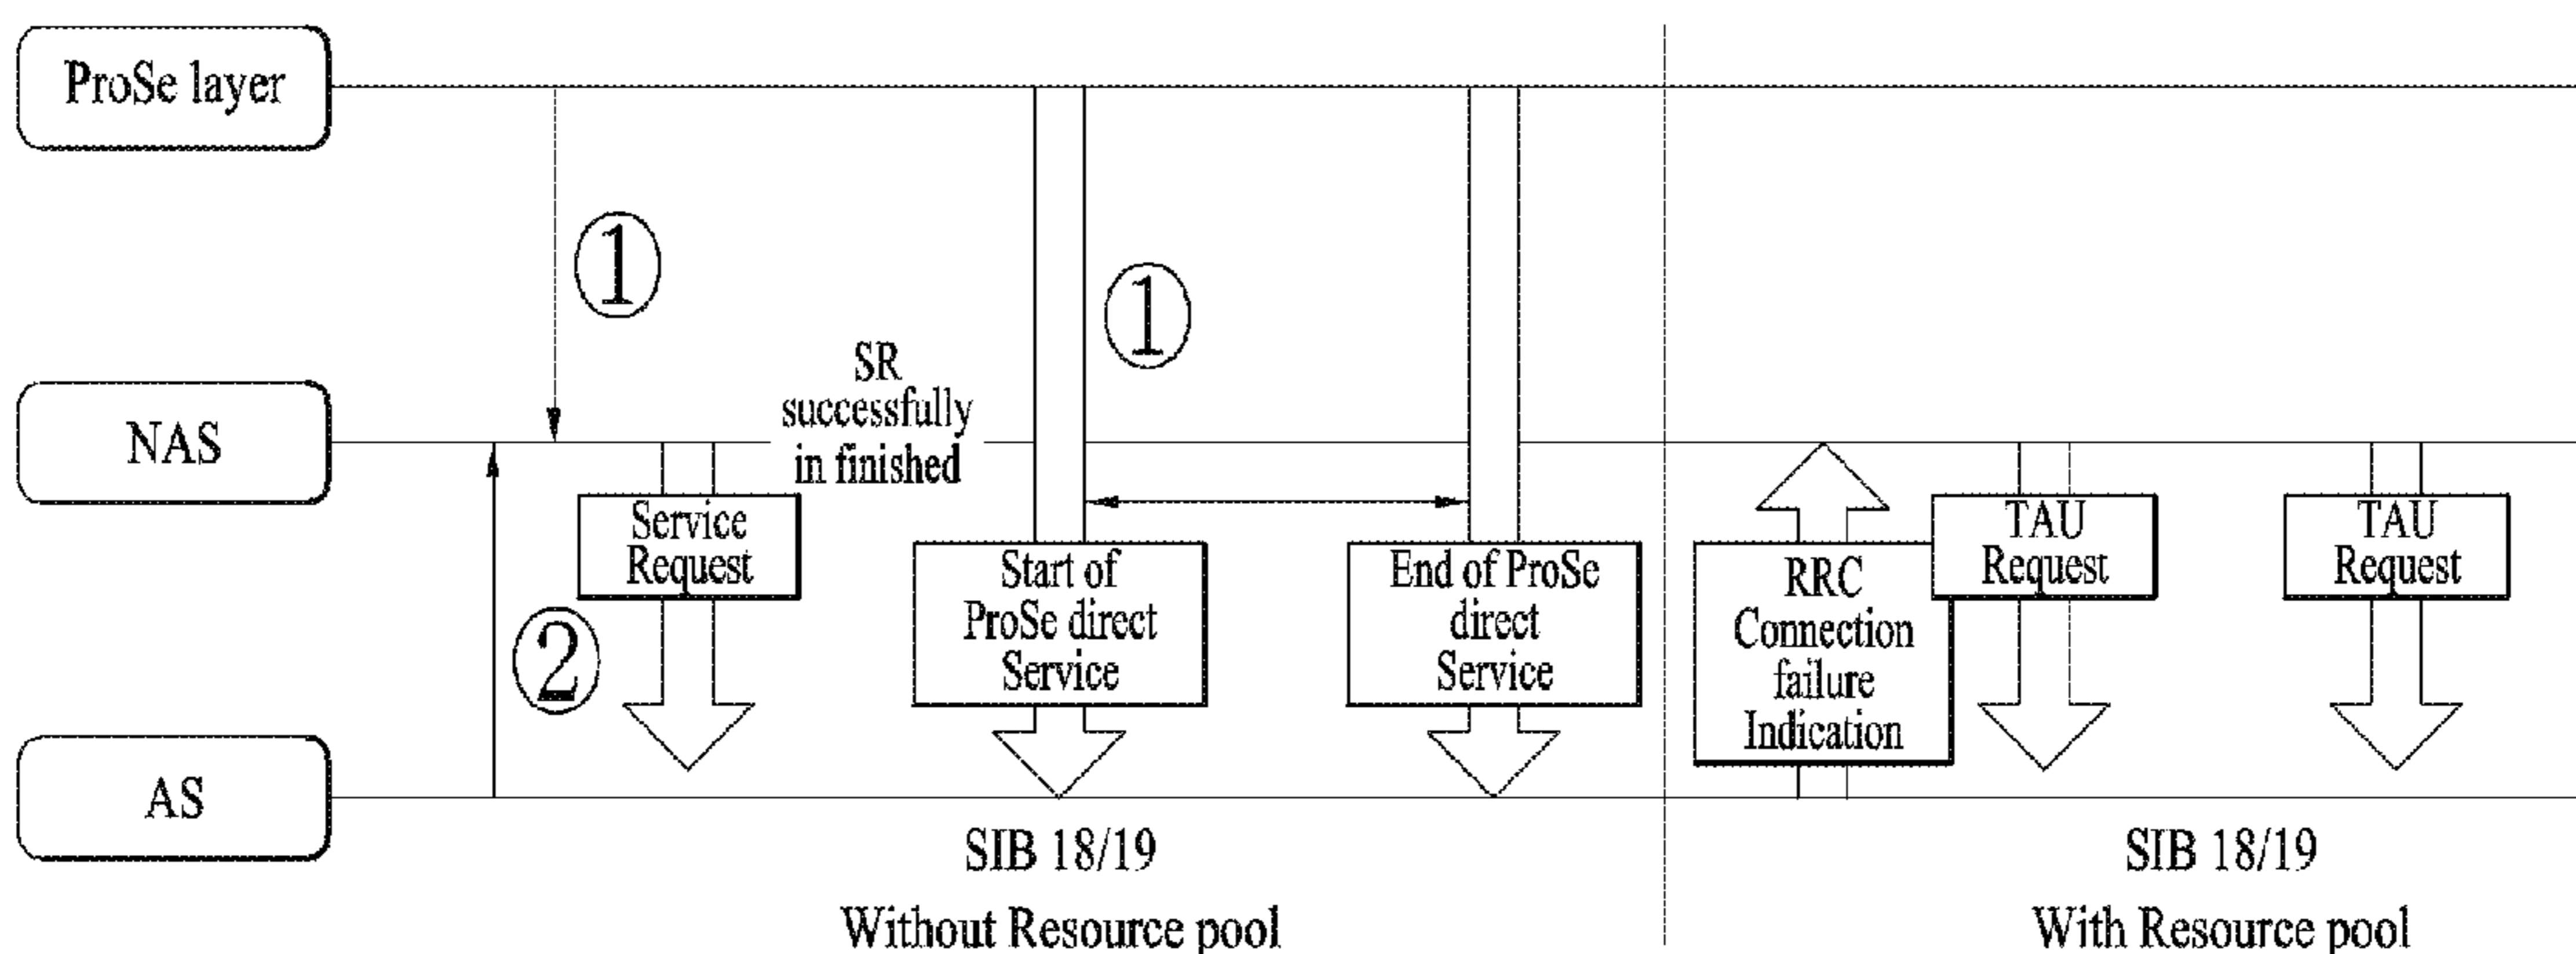 ProSe layer
①
①
SR
successfully
in finished
NAS
Service
Request
TAU
Request
TAU
Request
Start of
ProSe direct
Service
End of ProSe
direct
Service
RRC
Connection
failure
Indication
②
AS
SIB 18/19
Without Resource pool
SIB 18/19
With Resource pool